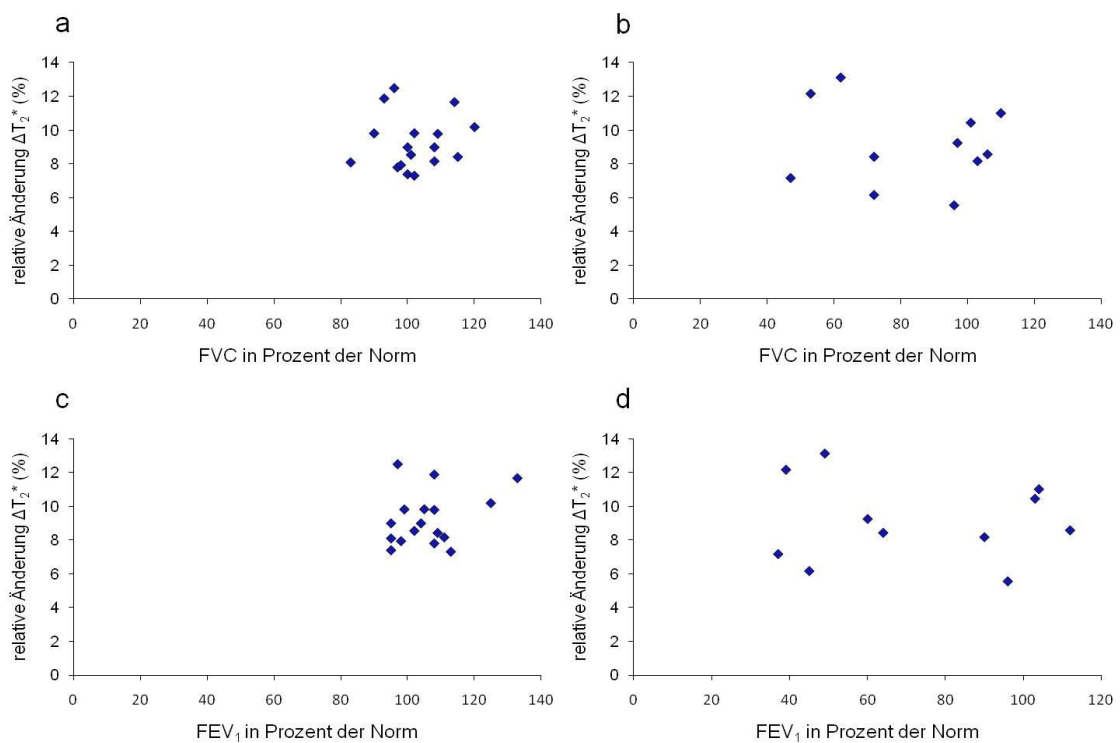 a
relative Änderung ΔT₂* (%)
14
12
10
8
6
4
2
0
0 20 40 60 80 100 120 140
FVC in Prozent der Norm
b
relative Änderung ΔT₂* (%)
14
12
10
8
6
4
2
0
0 20 40 60 80 100 120 140
FVC in Prozent der Norm
c
relative Änderung ΔT₂* (%)
14
12
10
8
6
4
2
0
0 20 40 60 80 100 120 140
FEV₁ in Prozent der Norm
d
relative Änderung ΔT₂* (%)
14
12
10
8
6
4
2
0
0 20 40 60 80 100 120
FEV₁ in Prozent der Norm